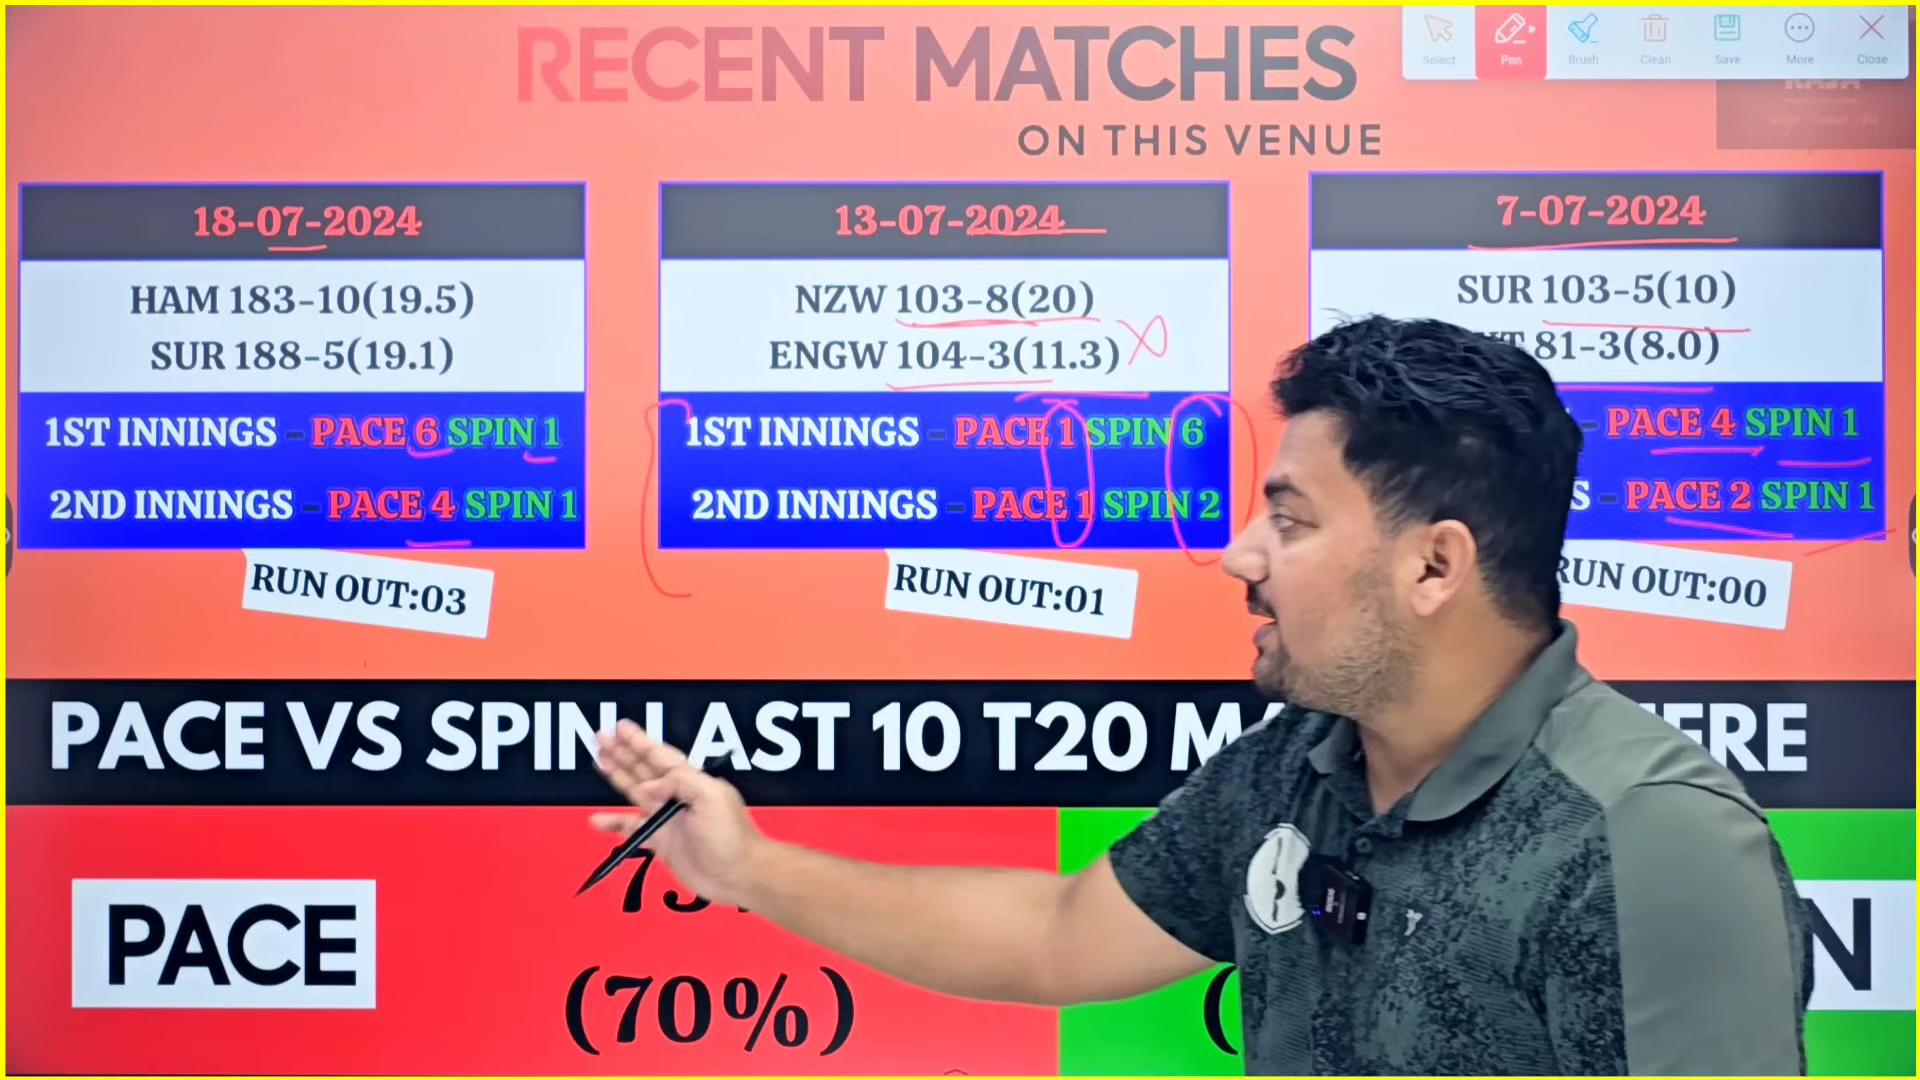 RECENT MATCHES
ON THIS VENUE
Select Pen Brush Clean Save More Close
18-07-2024
HAM 183-10(19.5)
SUR 188-5(19.1)
1ST INNINGS - PACE 6 SPIN 1
2ND INNINGS - PACE 4 SPIN 1
RUN OUT:03
13-07-2024
NZW 103-8(20)
ENGW 104-3(11.3)
1ST INNINGS - PACE 1 SPIN 6
2ND INNINGS - PACE 1 SPIN 2
RUN OUT:01
7-07-2024
SUR 103-5(10)
81-3(8.0)
- PACE 4 SPIN 1
S - PACE 2 SPIN 1
RUN OUT:00
PACE VS SPIN LAST 10 T20
PACE
(70%)